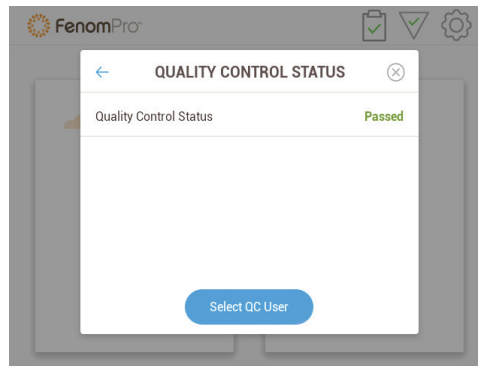 FenomPro
QUALITY CONTROL STATUS
Quality Control Status Passed
Select QC User